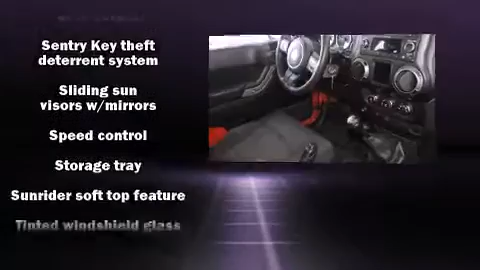 Sentry Key theft
deterrent system
Sliding sun
visors w/mirrors
Speed control
Storage tray
Sunrider soft top feature
Tinted windshield glass